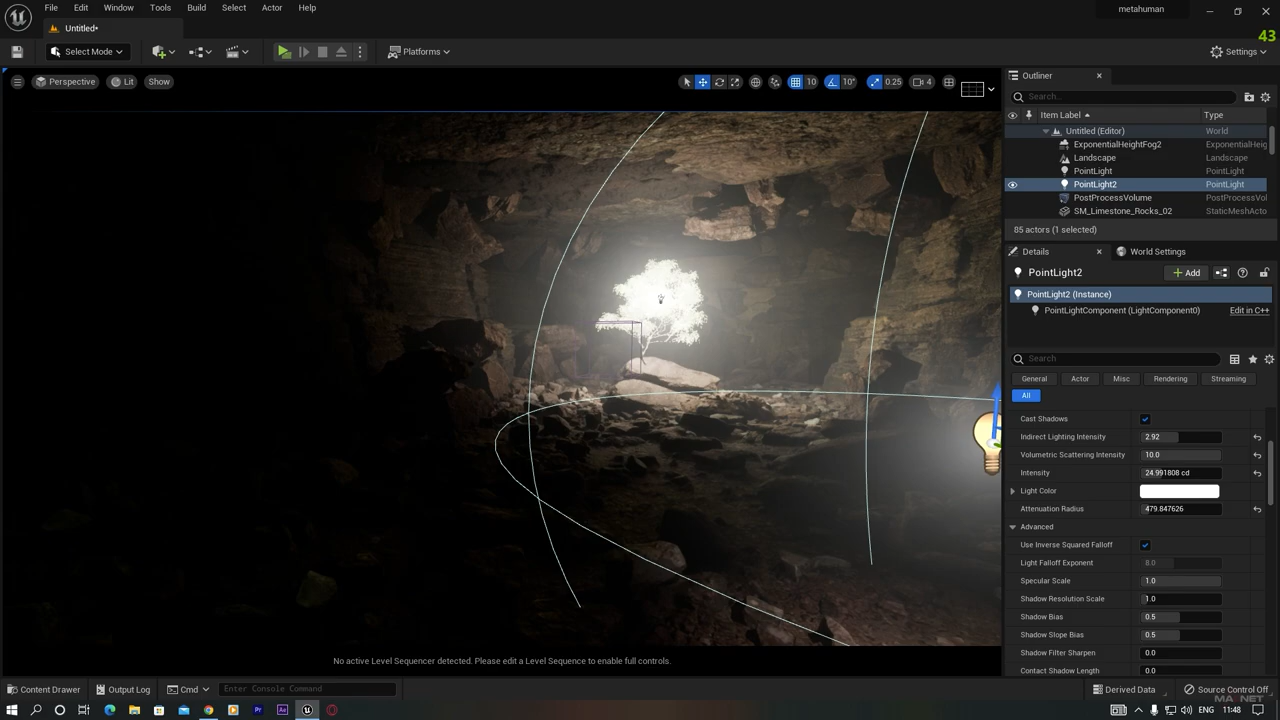 File Edit View Window Tools Build Select Actor Help
metahuman
Untitled*
43
Select Mode
Platforms
Settings
Perspective Lit Show
10 10° 0.25 4
Outliner
Search...
Item Label Type
Untitled (Editor) World
ExponentialHeightFog2 ExponentialHeig
Landscape Landscape
PointLight PointLight
PointLight2 PointLight
PostProcessVolume PostProcessVol
SM_Limestone_Rocks_02 StaticMeshActo
85 actors (1 selected)
Details World Settings
PointLight2
Add
PointLight2 (Instance)
PointLightComponent (LightComponent0) Edit in C++
Search
General Actor Misc Rendering Streaming
All
Cast Shadows
Indirect Lighting Intensity 2.92
Volumetric Scattering Intensity 10.0
Intensity 24.991808 cd
Light Color
Attenuation Radius 479.847626
Advanced
Use Inverse Squared Falloff
Light Falloff Exponent 8.0
Specular Scale 1.0
Shadow Resolution Scale 1.0
Shadow Bias 0.5
Shadow Slope Bias 0.5
Shadow Filter Sharpen 0.0
Contact Shadow Length 0.0
No active Level Sequencer detected. Please edit a Level Sequence to enable full controls.
Content Drawer Output Log Cmd Enter Console Command
Derived Data Source Control Off
ENG 11:48